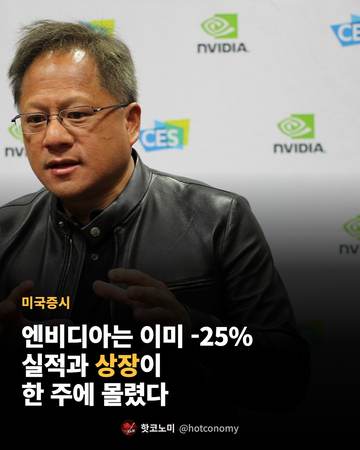 NVIDIA.
CES
CES
NVIDIA.
NVIDIA.
미국증시
엔비디아는 이미 -25%
실적과 상장이
한 주에 몰렸다
핫코노미 @hotconomy